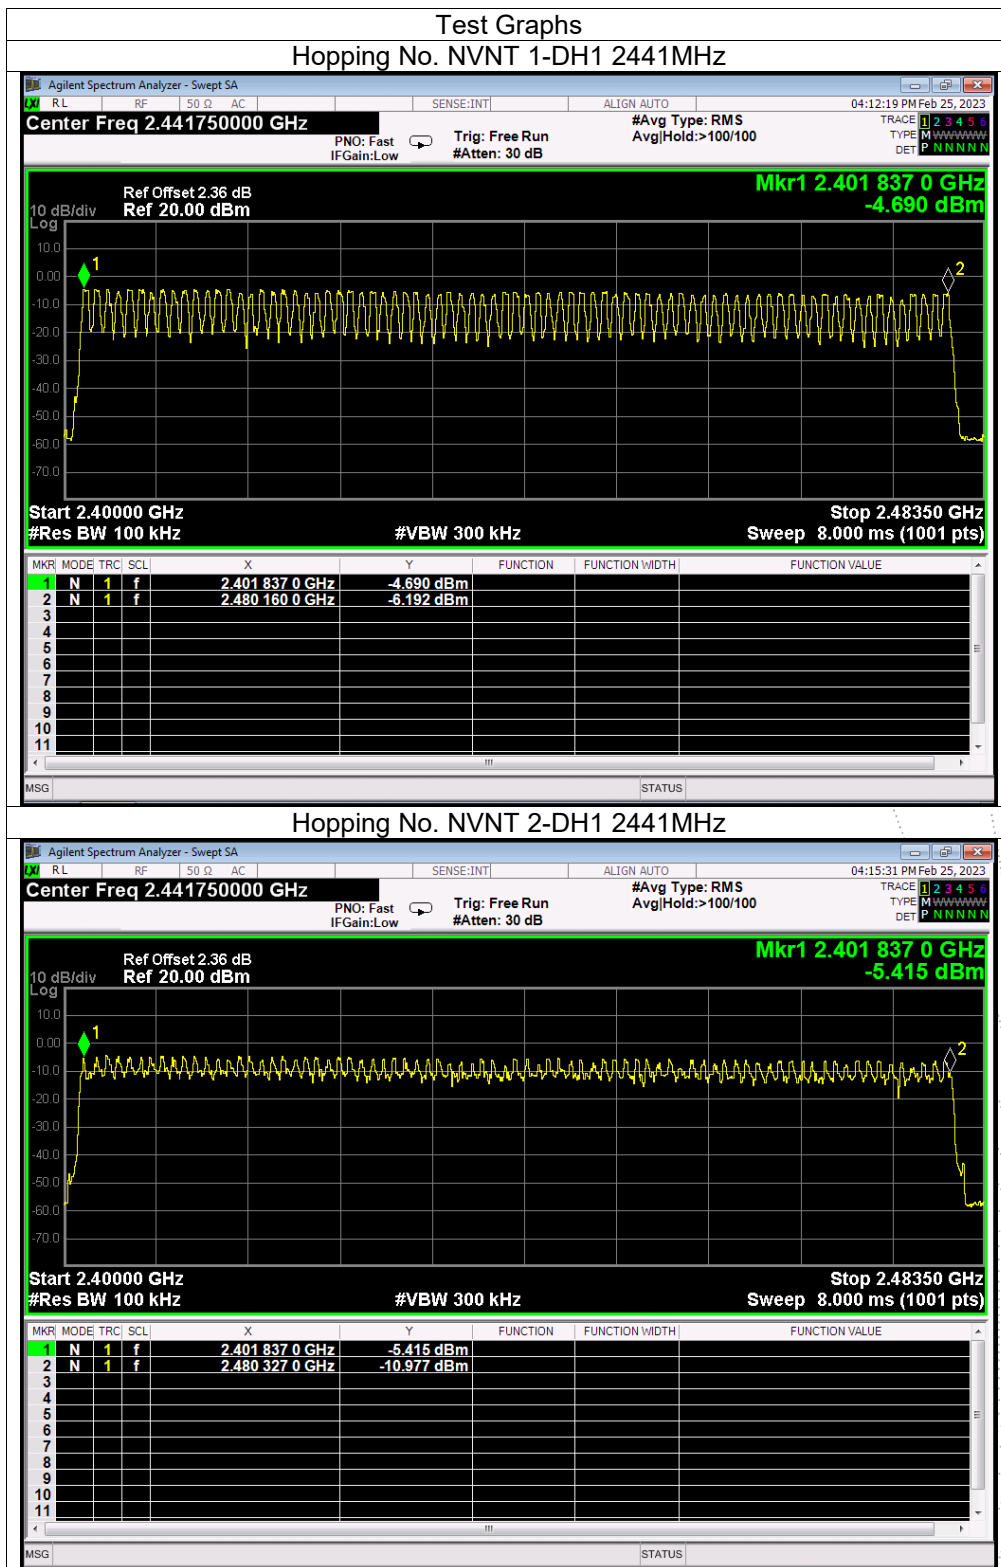 Test Graphs
Hopping No. NVNT 1-DH1 2441MHz
Agilent Spectrum Analyzer - Swept SA
LXI RL RF 50 Ω AC SENSE:INT ALIGN AUTO 04:12:19 PM Feb 25, 2023
Center Freq 2.441750000 GHz #Avg Type: RMS TRACE 1 2 3 4 5 6
PNO: Fast Trig: Free Run Avg|Hold:>100/100 TYPE M WWWWW
IFGain:Low #Atten: 30 dB DET P N N N N N
Mkr1 2.401 837 0 GHz
Ref Offset 2.36 dB
10 dB/div Ref 20.00 dBm -4.690 dBm
Log
10.0
1
2
0.00
-10.0
-20.0
-30.0
-40.0
-50.0
-60.0
-70.0
Start 2.40000 GHz Stop 2.48350 GHz
#Res BW 100 kHz #VBW 300 kHz Sweep 8.000 ms (1001 pts)
MKR MODE TRC SCL X Y FUNCTION FUNCTION WIDTH FUNCTION VALUE
1 N 1 f 2.401 837 0 GHz -4.690 dBm
2 N 1 f 2.480 160 0 GHz -6.192 dBm
3
4
5
6
7
8
9
10
11
MSG STATUS
Hopping No. NVNT 2-DH1 2441MHz
Agilent Spectrum Analyzer - Swept SA
LXI RL RF 50 Ω AC SENSE:INT ALIGN AUTO 04:15:31 PM Feb 25, 2023
Center Freq 2.441750000 GHz #Avg Type: RMS TRACE 1 2 3 4 5 6
PNO: Fast Trig: Free Run Avg|Hold:>100/100 TYPE M WWWWW
IFGain:Low #Atten: 30 dB DET P N N N N N
Mkr1 2.401 837 0 GHz
Ref Offset 2.36 dB
10 dB/div Ref 20.00 dBm -5.415 dBm
Log
10.0
1
2
0.00
-10.0
-20.0
-30.0
-40.0
-50.0
-60.0
-70.0
Start 2.40000 GHz Stop 2.48350 GHz
#Res BW 100 kHz #VBW 300 kHz Sweep 8.000 ms (1001 pts)
MKR MODE TRC SCL X Y FUNCTION FUNCTION WIDTH FUNCTION VALUE
1 N 1 f 2.401 837 0 GHz -5.415 dBm
2 N 1 f 2.480 327 0 GHz -10.977 dBm
3
4
5
6
7
8
9
10
11
MSG STATUS